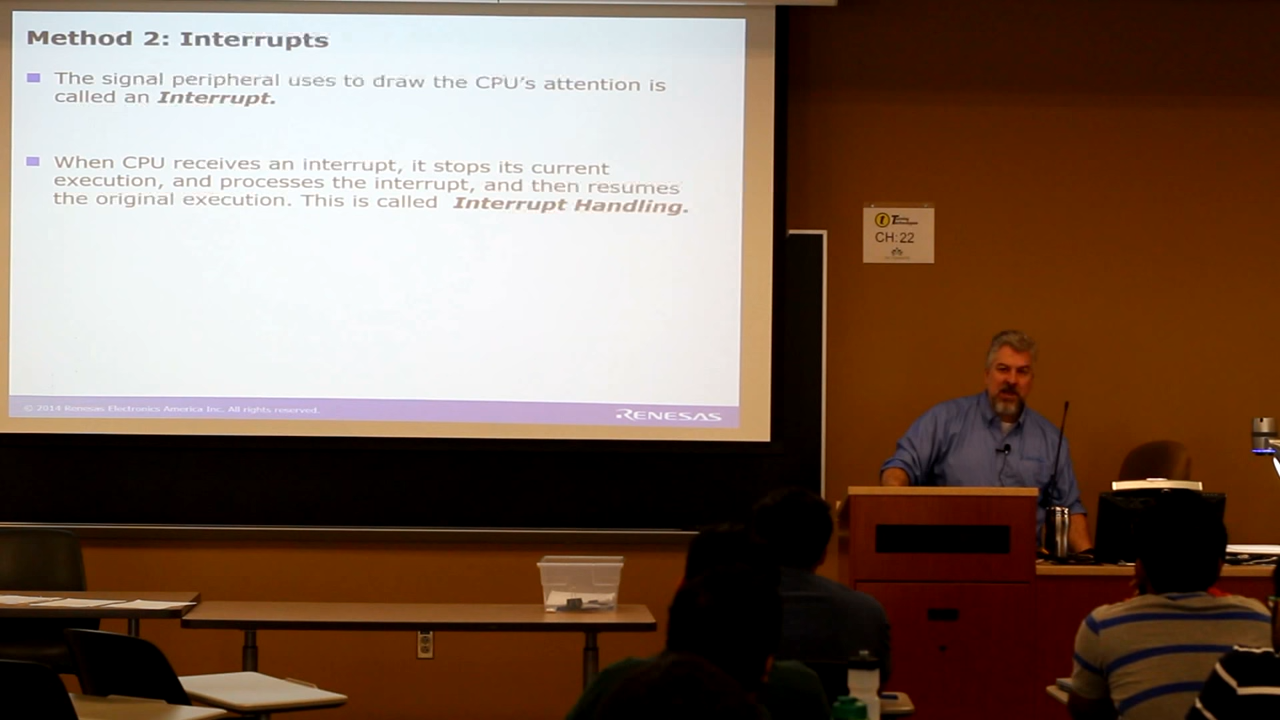 Method 2: Interrupts
The signal peripheral uses to draw the CPU's attention is
called an Interrupt.
When CPU receives an interrupt, it stops its current
execution, and processes the interrupt, and then resumes
the original execution. This is called Interrupt Handling.
© 2014 Renesas Electronics America Inc. All rights reserved.
RENESAS
CH:22